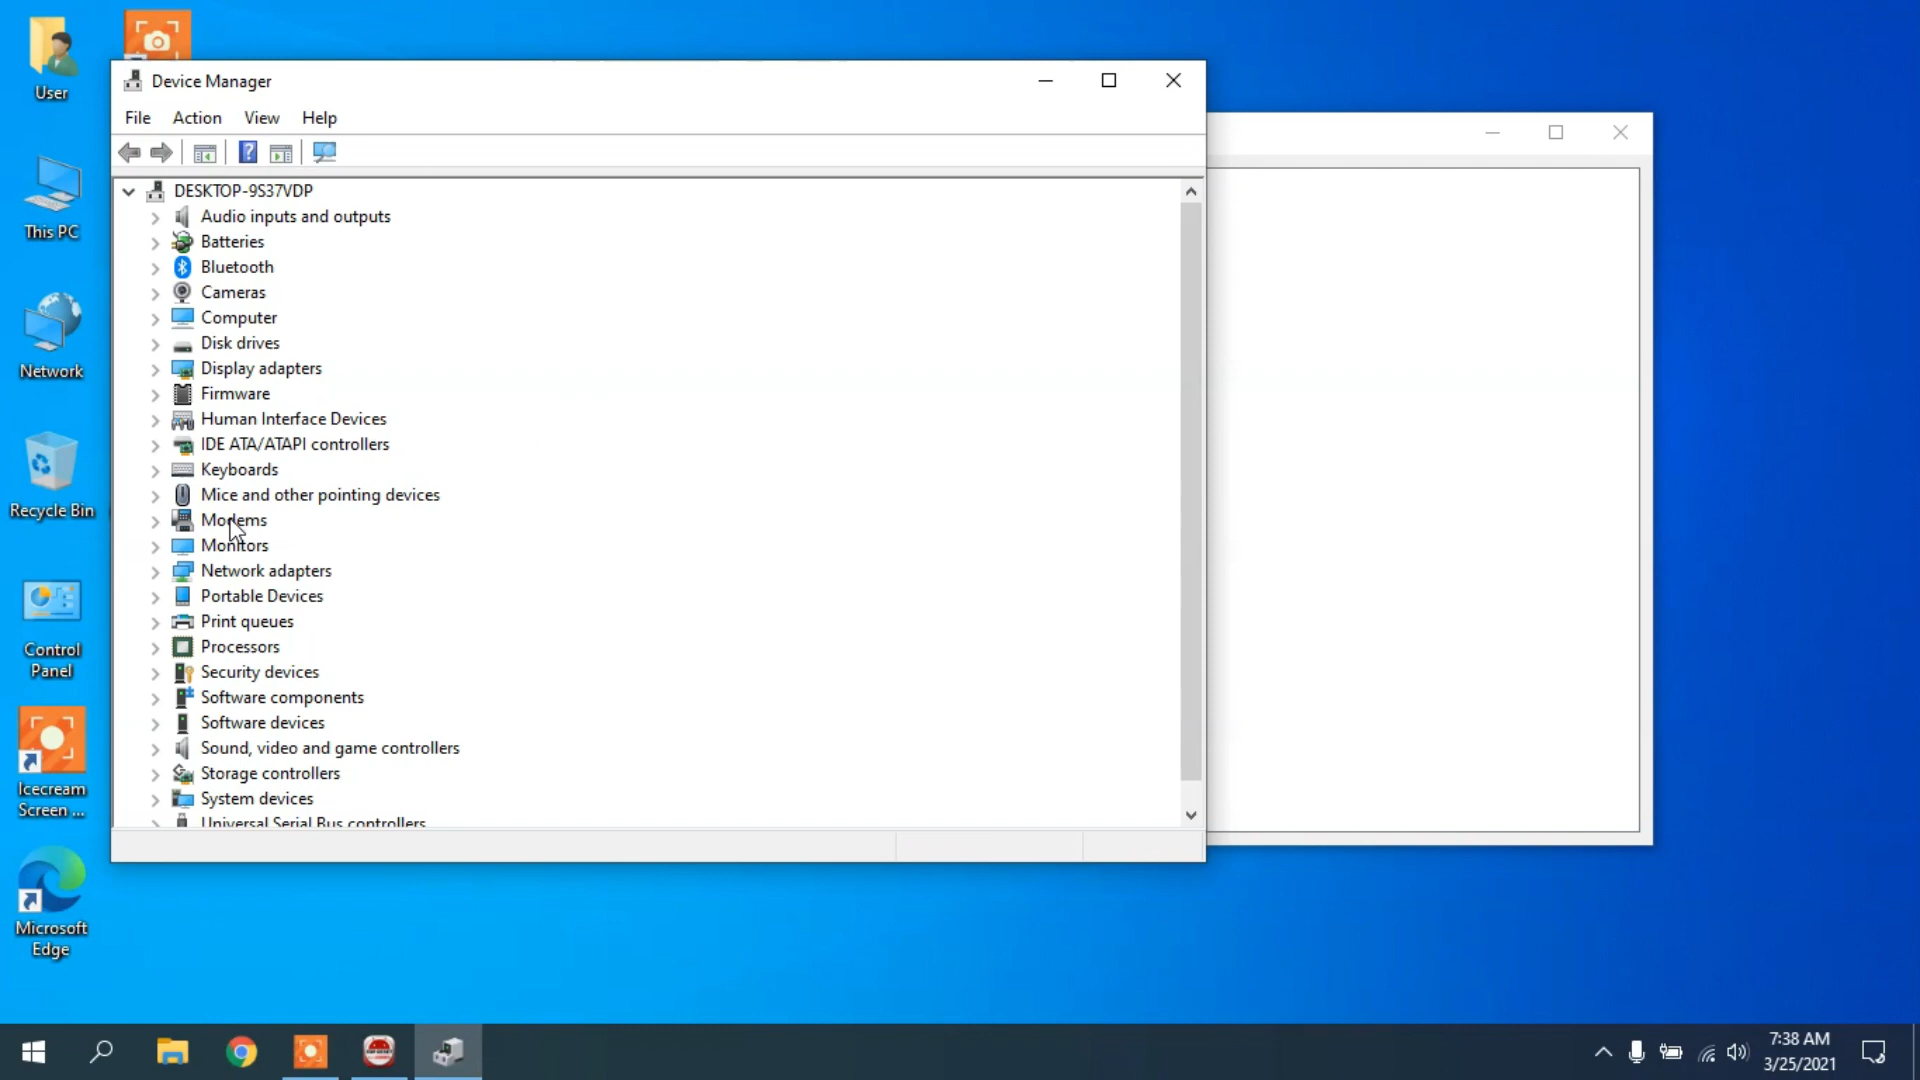 User
This PC
Network
Recycle Bin
Control
Panel
Icecream
Screen ...
Microsoft
Edge
Device Manager
File Action View Help
DESKTOP-9S37VDP
Audio inputs and outputs
Batteries
Bluetooth
Cameras
Computer
Disk drives
Display adapters
Firmware
Human Interface Devices
IDE ATA/ATAPI controllers
Keyboards
Mice and other pointing devices
Modems
Monitors
Network adapters
Portable Devices
Print queues
Processors
Security devices
Software components
Software devices
Sound, video and game controllers
Storage controllers
System devices
Universal Serial Bus controllers
7:38 AM
3/25/2021